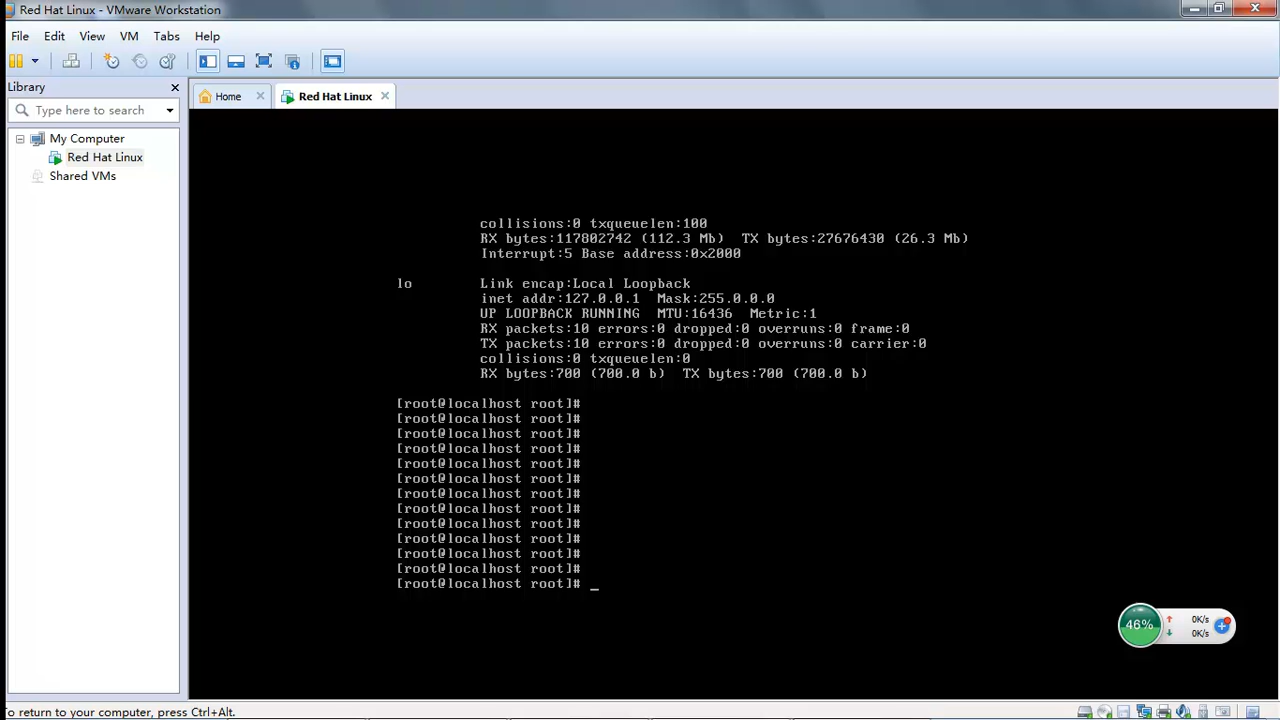 Red Hat Linux - VMware Workstation
File Edit View VM Tabs Help
Library
Type here to search
My Computer
Red Hat Linux
Shared VMs
Home
Red Hat Linux
collisions:0 txqueuelen:100
RX bytes:117802742 (112.3 Mb)  TX bytes:27676430 (26.3 Mb)
Interrupt:5 Base address:0x2000
lo        Link encap:Local Loopback
inet addr:127.0.0.1  Mask:255.0.0.0
UP LOOPBACK RUNNING  MTU:16436  Metric:1
RX packets:10 errors:0 dropped:0 overruns:0 frame:0
TX packets:10 errors:0 dropped:0 overruns:0 carrier:0
collisions:0 txqueuelen:0
RX bytes:700 (700.0 b)  TX bytes:700 (700.0 b)
[root@localhost root]#
[root@localhost root]#
[root@localhost root]#
[root@localhost root]#
[root@localhost root]#
[root@localhost root]#
[root@localhost root]#
[root@localhost root]#
[root@localhost root]#
[root@localhost root]#
[root@localhost root]#
[root@localhost root]#
[root@localhost root]# _
46%
0K/s
0K/s
To return to your computer, press Ctrl+Alt.